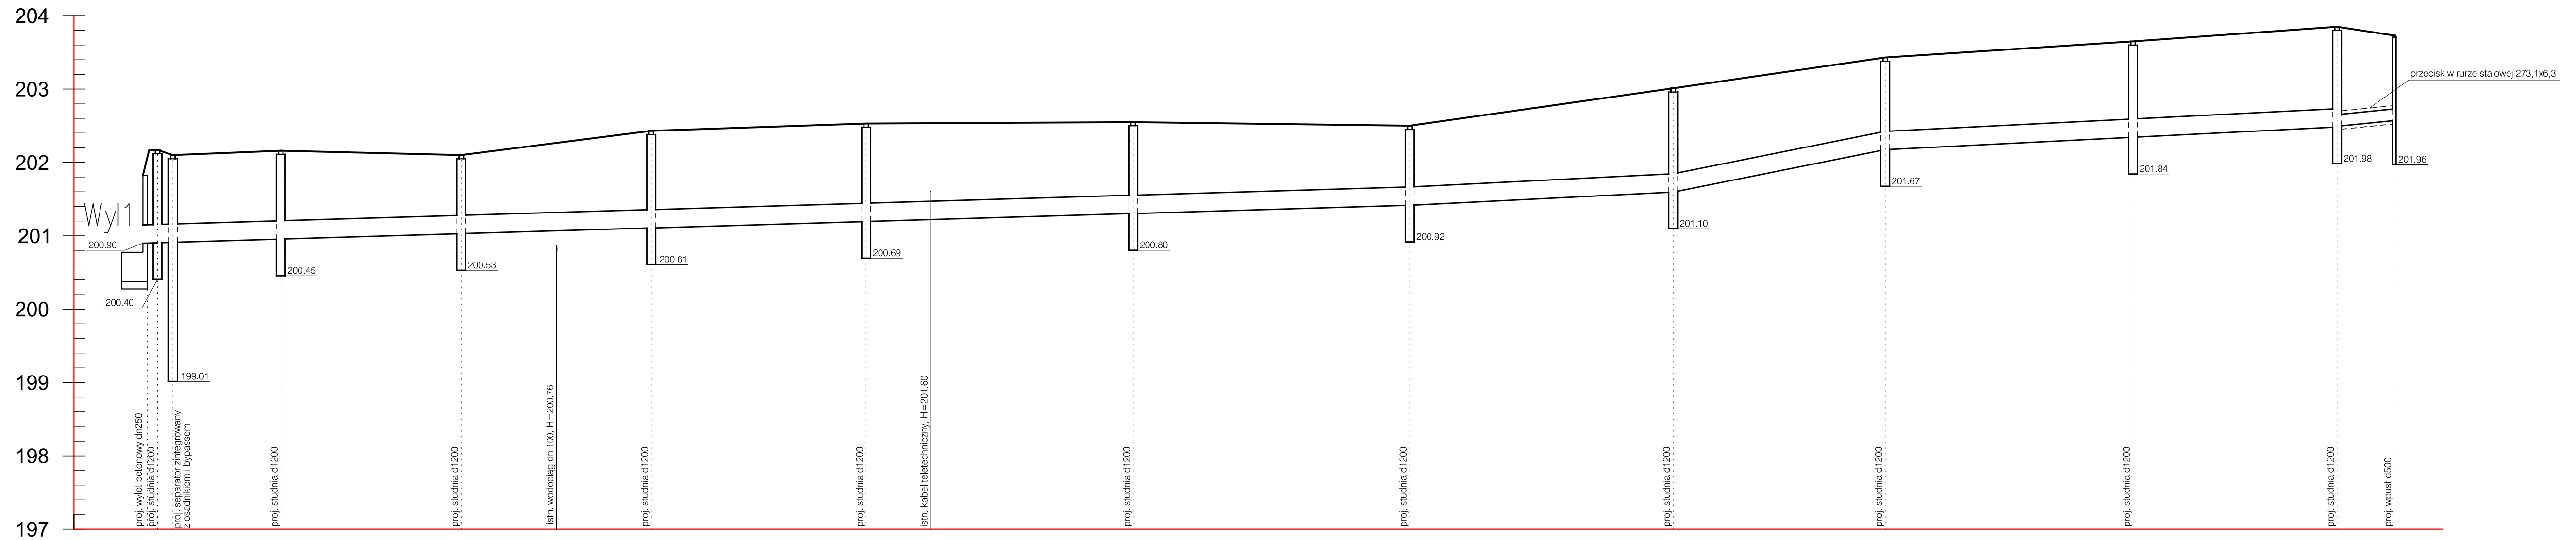 204
203
202
201
200
199
198
197
Wyl1
200.90
200.40
199.01
200.45
200.53
200.61
200.69
200.80
200.92
201.10
201.67
201.84
201.98
201.96
przecisk w rurze stalowej 273,1x6,3
proj. wylot betonowy dn250
proj. studnia d1200
proj. separator zintegrowany
z osadnikiem i bypassem
proj. studnia d1200
proj. studnia d1200
istn. wodociąg dn 100, H=200.76
proj. studnia d1200
proj. studnia d1200
istn. kabel teletechniczny, H=201.60
proj. studnia d1200
proj. studnia d1200
proj. studnia d1200
proj. studnia d1200
proj. studnia d1200
proj. studnia d1200
proj. wpust d500